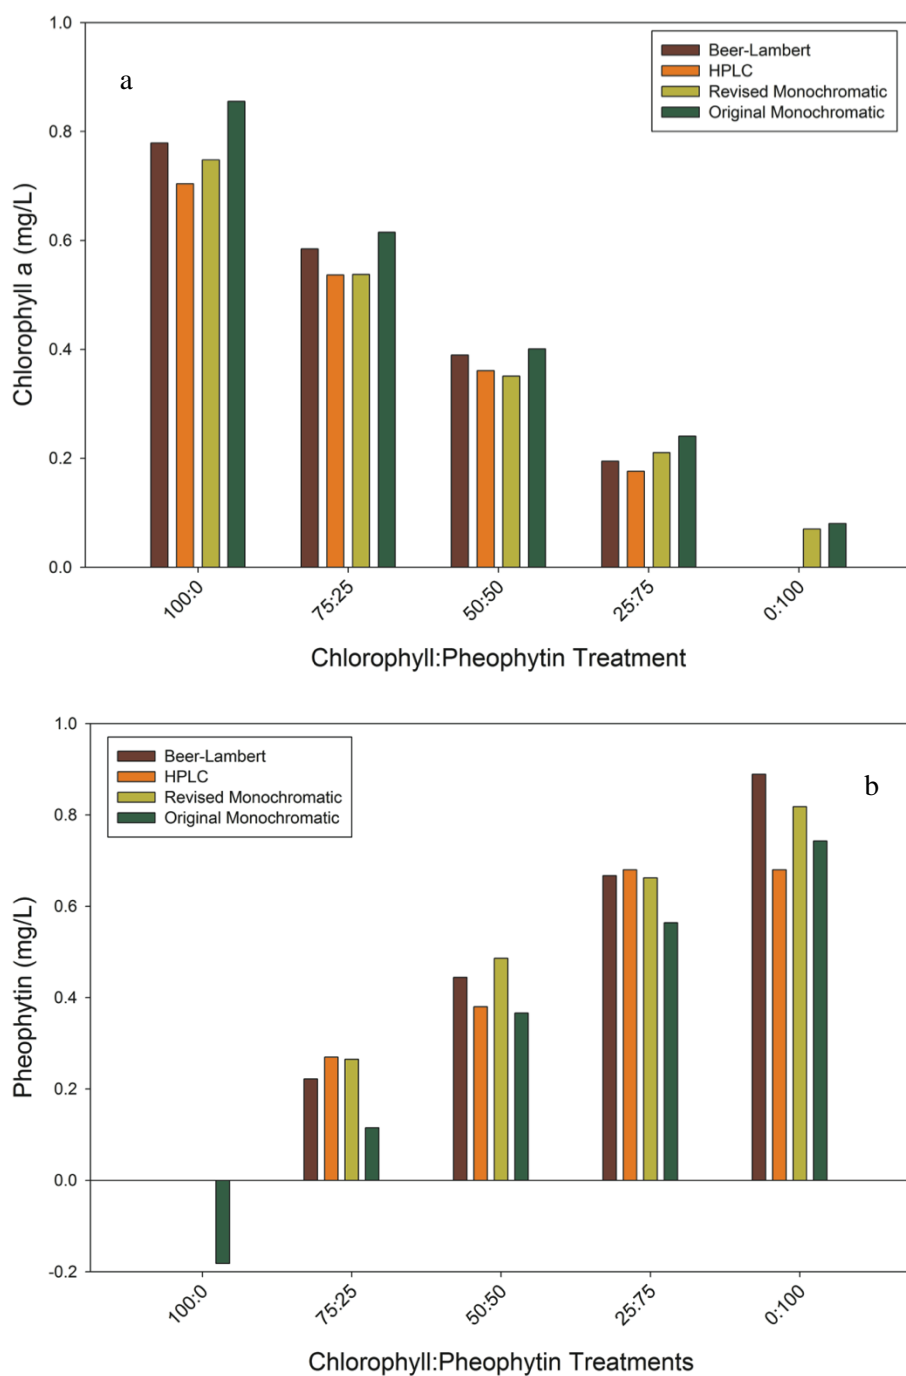 a
Beer-Lambert
HPLC
Revised Monochromatic
Original Monochromatic
Chlorophyll a (mg/L)
1.0
0.8
0.6
0.4
0.2
0.0
100:0
75:25
50:50
25:75
0:100
Chlorophyll:Pheophytin Treatment
b
Beer-Lambert
HPLC
Revised Monochromatic
Original Monochromatic
Pheophytin (mg/L)
1.0
0.8
0.6
0.4
0.2
0.0
-0.2
100:0
75:25
50:50
25:75
0:100
Chlorophyll:Pheophytin Treatments